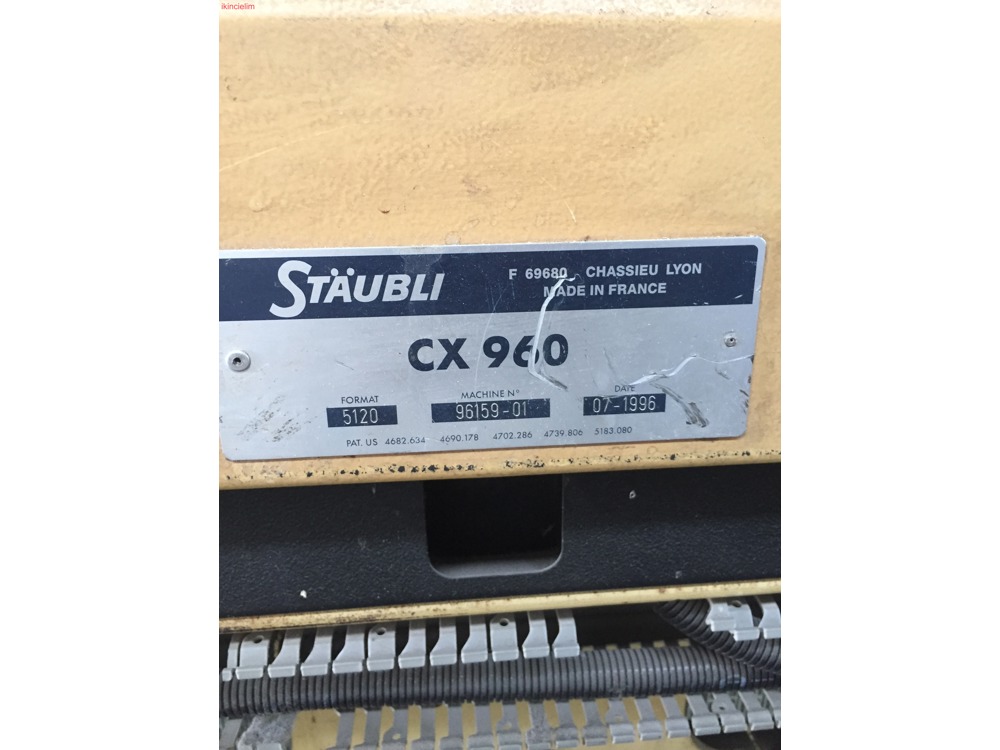 ikincielim
STÄUBLI
F 69680 CHASSIEU LYON
MADE IN FRANCE
CX 960
FORMAT MACHINE N° DATE
5120 96159-01 07-1996
PAT. US 4682.634 4690.178 4702.286 4739.806 5183.080